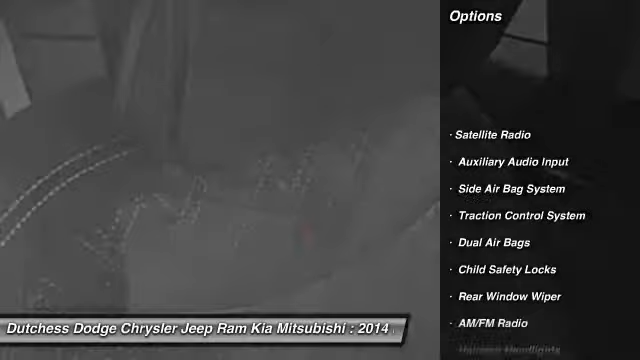 Options
· Satellite Radio
· Auxiliary Audio Input
· Side Air Bag System
· Traction Control System
· Dual Air Bags
· Child Safety Locks
· Rear Window Wiper
· AM/FM Radio
Dutchess Dodge Chrysler Jeep Ram Kia Mitsubishi : 2014